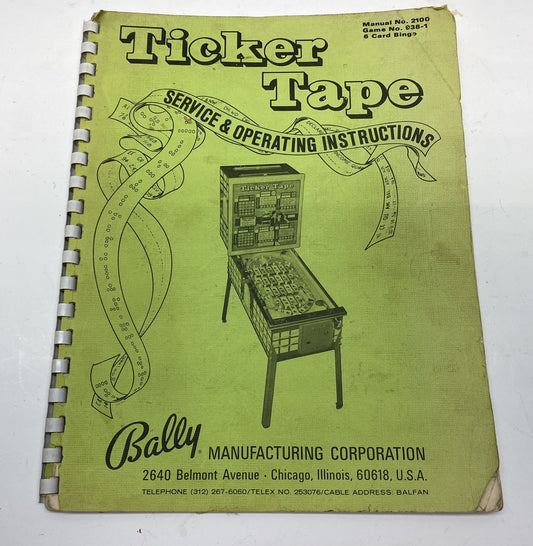 Manual No. 2100
Game No. 938-1
6 Card Bingo
Ticker
Tape
SERVICE & OPERATING INSTRUCTIONS
Ticker Tape
Bally MANUFACTURING CORPORATION
2640 Belmont Avenue · Chicago, Illinois, 60618, U.S.A.
TELEPHONE (312) 267-6060/TELEX NO. 253076/CABLE ADDRESS: BALFAN